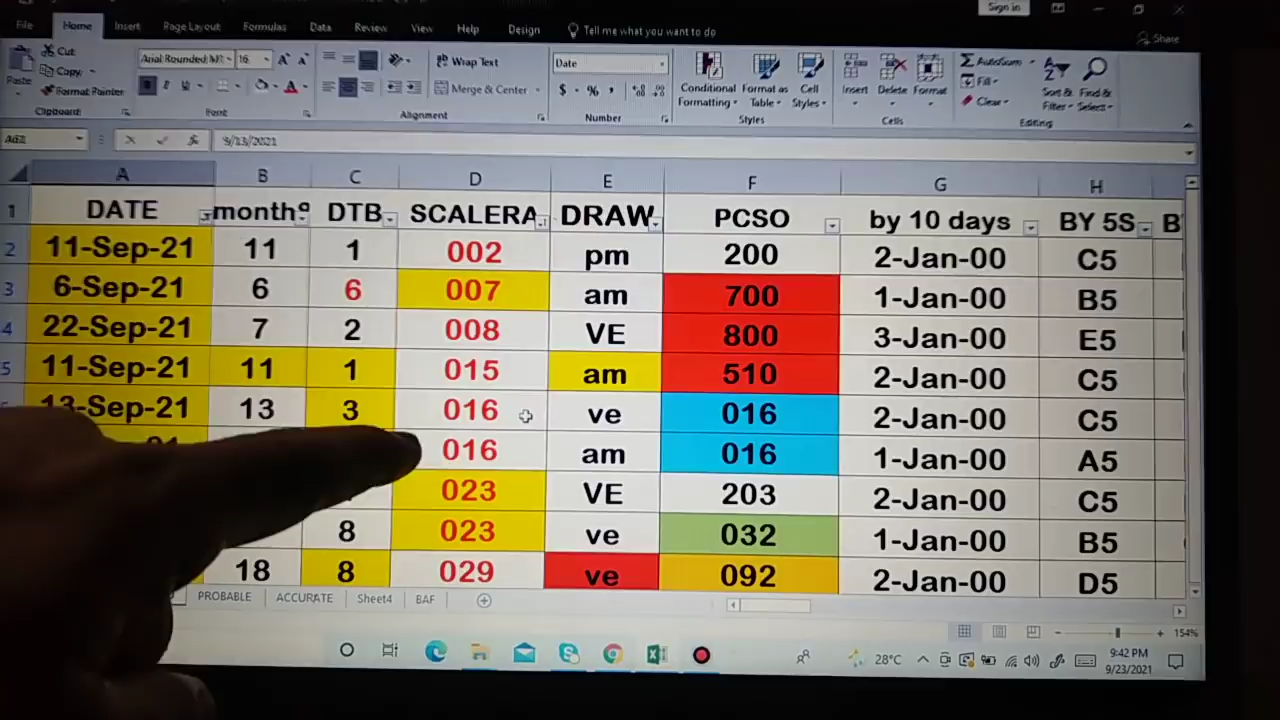 Sign in
File Home Insert Page Layout Formulas Data Review View Help Design Tell me what you want to do Share
Cut
Copy
Format Painter
Paste
Clipboard
16
Font
Wrap Text
Merge & Center
Alignment
Date
$ %
Number
Conditional Formatting
Format as Table
Cell Styles
Styles
Insert Delete Format
Cells
AutoSum
Fill
Clear
Sort & Filter
Find & Select
Editing
9/13/2021
A B C D E F G H
1 DATE month DTB SCALERA DRAW PCSO by 10 days BY 5S B
2 11-Sep-21 11 1 002 pm 200 2-Jan-00 C5
3 6-Sep-21 6 6 007 am 700 1-Jan-00 B5
4 22-Sep-21 7 2 008 VE 800 3-Jan-00 E5
5 11-Sep-21 11 1 015 am 510 2-Jan-00 C5
13-Sep-21 13 3 016 ve 016 2-Jan-00 C5
016 am 016 1-Jan-00 A5
023 VE 203 2-Jan-00 C5
8 023 ve 032 1-Jan-00 B5
18 8 029 ve 092 2-Jan-00 D5
PROBABLE ACCURATE Sheet4 BAF
154%
28°C
9:42 PM
9/23/2021